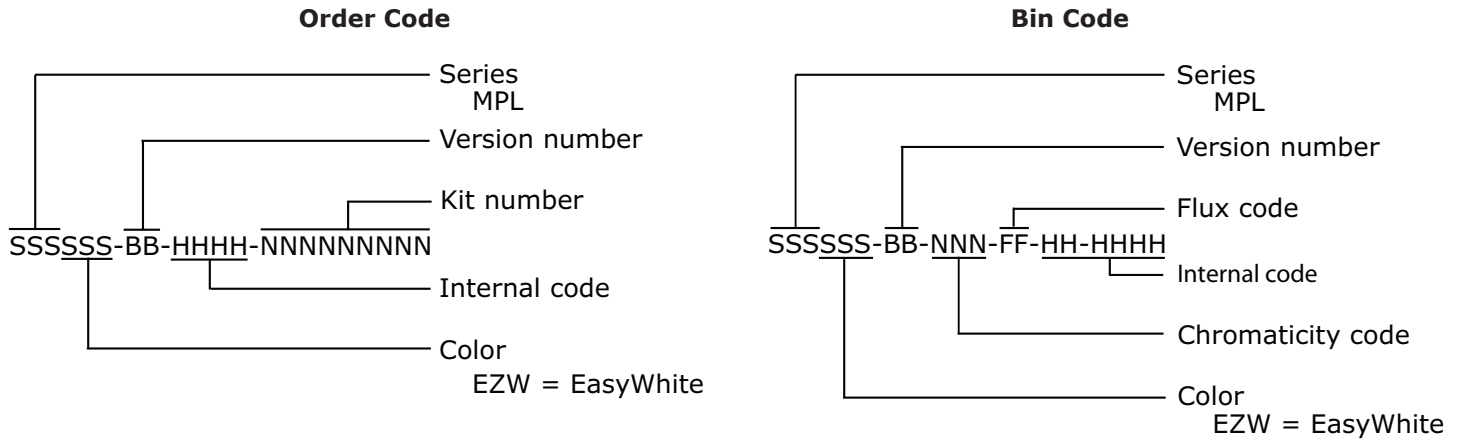 Order Code
Series
MPL
Version number
Kit number
SSSSSS-BB-HHHH-NNNNNNNNN
Internal code
Color
EZW = EasyWhite
Bin Code
Series
MPL
Version number
Flux code
SSSSSS-BB-NNN-FF-HH-HHHH
Internal code
Chromaticity code
Color
EZW = EasyWhite